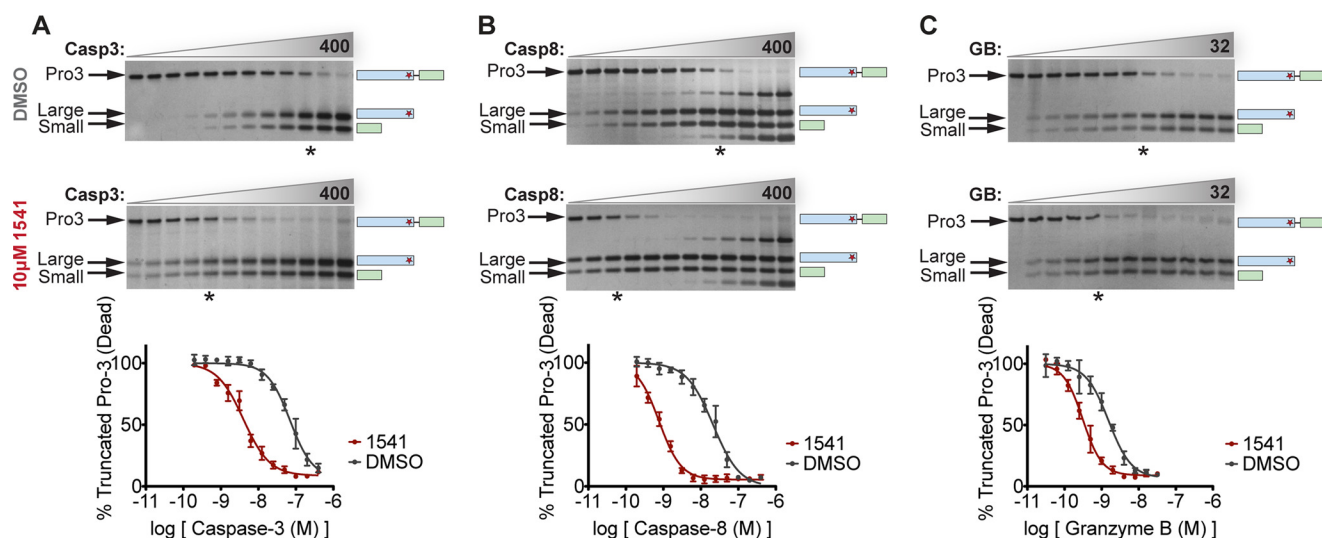 A
Casp3:
400
DMSO
Pro3
Large
Small
*
Casp3:
400
10µM 1541
Pro3
Large
Small
*
% Truncated Pro-3 (Dead)
100
50
0
1541
DMSO
-11 -10 -9 -8 -7 -6
log [ Caspase-3 (M) ]
B
Casp8:
400
Pro3
Large
Small
*
Casp8:
400
Pro3
Large
Small
*
% Truncated Pro-3 (Dead)
100
50
0
1541
DMSO
-11 -10 -9 -8 -7 -6
log [ Caspase-8 (M) ]
C
GB:
32
Pro3
Large
Small
*
GB:
32
Pro3
Large
Small
*
% Truncated Pro-3 (Dead)
100
50
0
1541
DMSO
-11 -10 -9 -8 -7 -6
log [ Granzyme B (M) ]